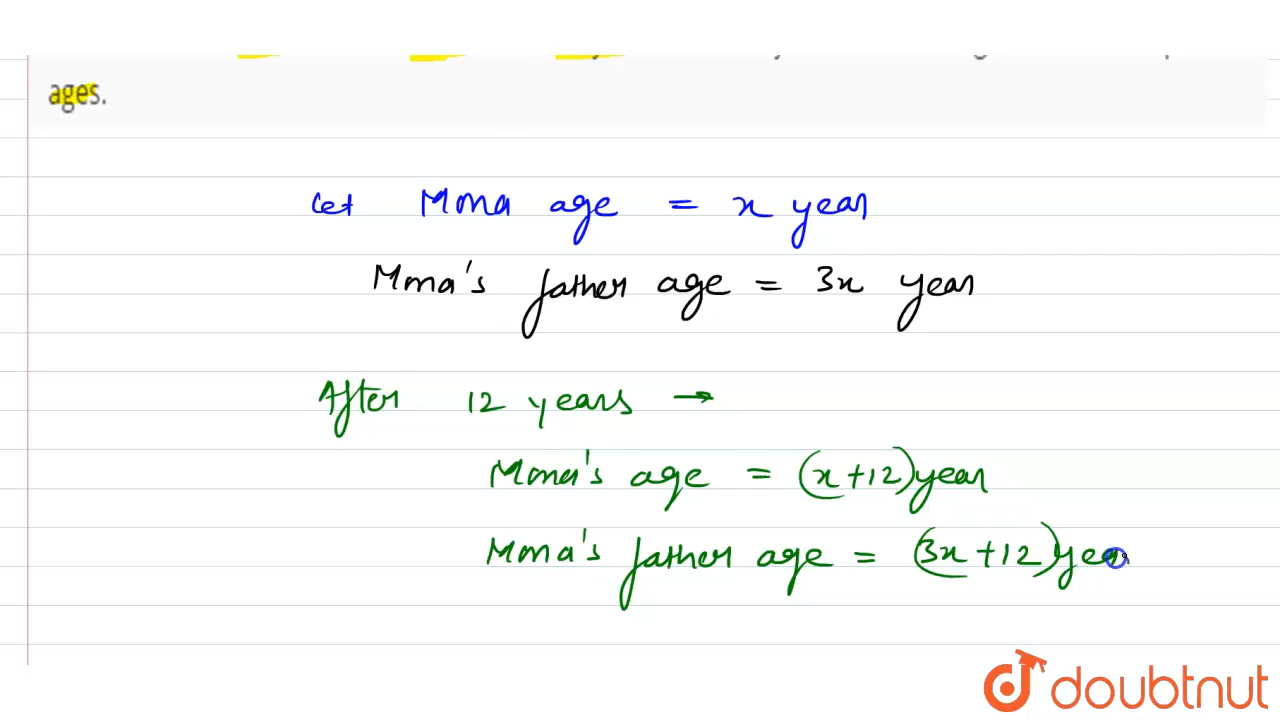 ages.
let Mona age = x year
Mona's father age = 3x year
After 12 years →
Mona's age = (x+12) year
Mona's father age = (3x+12) year
doubtnut